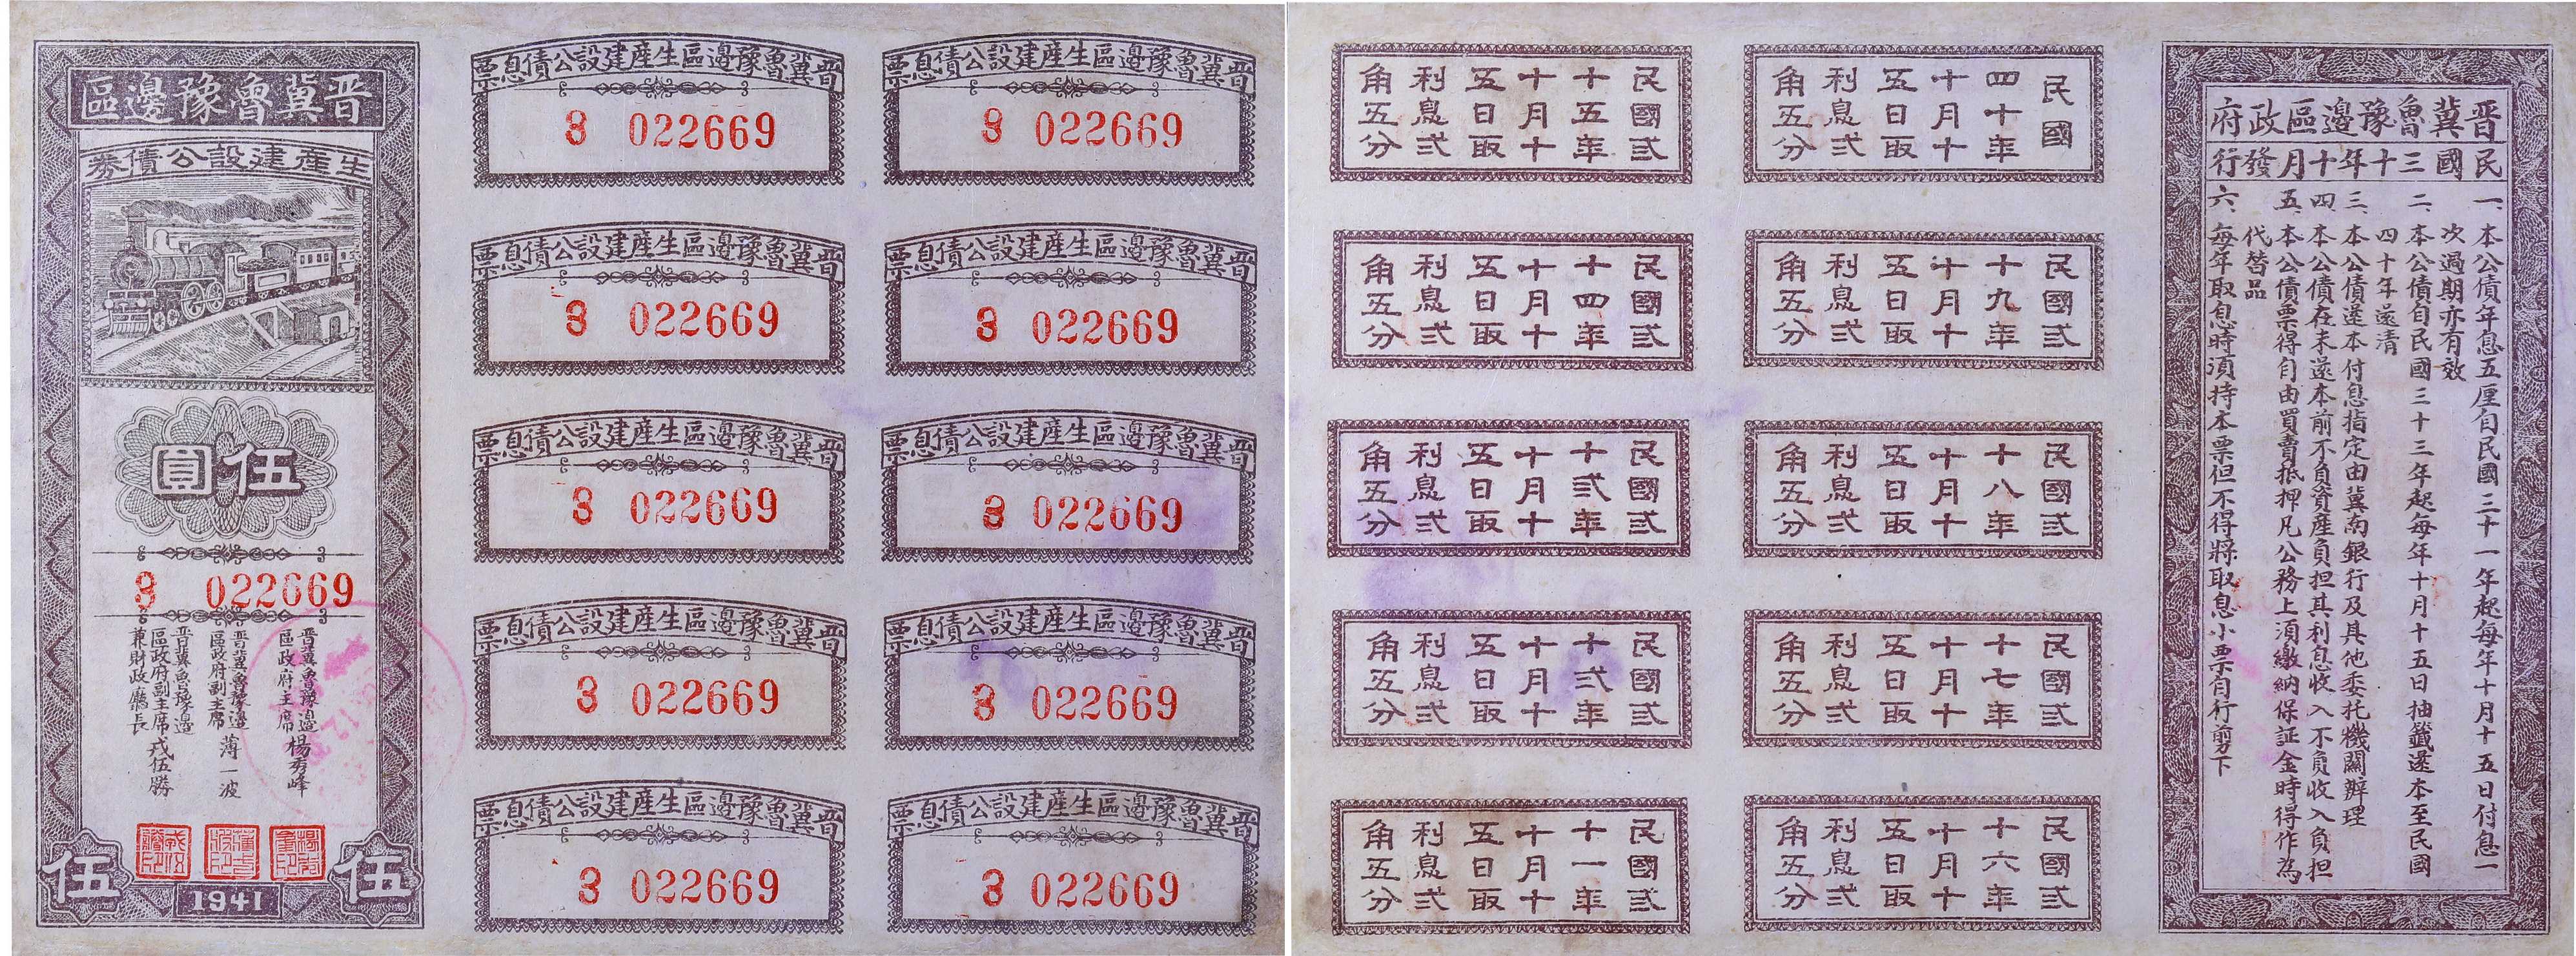 晋冀魯豫邊區
生產建設公債券
伍圓
022669
晋冀魯豫邊
區政府主席 楊秀峰
晋冀魯豫邊
區政府副主席 薄一波
晋冀魯豫邊
區政府副主席 戎伍勝
兼財政廳長
伍
伍
1941
晋冀魯豫邊區生產建設公債息票
022669
晋冀魯豫邊區生產建設公債息票
022669
晋冀魯豫邊區生產建設公債息票
022669
晋冀魯豫邊區生產建設公債息票
022669
晋冀魯豫邊區生產建設公債息票
022669
晋冀魯豫邊區生產建設公債息票
022669
晋冀魯豫邊區生產建設公債息票
022669
晋冀魯豫邊區生產建設公債息票
022669
晋冀魯豫邊區生產建設公債息票
022669
晋冀魯豫邊區生產建設公債息票
022669
民國弎
十五年
十月十
五日取
利息弍
角五分
民國
四十年
十月十
五日取
利息弍
角五分
民國弎
十四年
十月十
五日取
利息弍
角五分
民國弎
十九年
十月十
五日取
利息弍
角五分
民國弎
十弎年
十月十
五日取
利息弍
角五分
民國弎
十八年
十月十
五日取
利息弍
角五分
民國弎
十弍年
十月十
五日取
利息弍
角五分
民國弎
十七年
十月十
五日取
利息弍
角五分
民國弎
十一年
十月十
五日取
利息弍
角五分
民國弎
十六年
十月十
五日取
利息弍
角五分
晋冀魯豫邊區政府
民國三十年十月發行
一、本公債年息五厘自民國三十一年起每年十月十五日付息一
次過期亦有效
二、本公債自民國三十三年起每年十月十五日抽籤還本至民國
四十年還清
三、本公債還本付息指定由冀南銀行及其他委托機關辦理
四、本公債在未還本前不負資產負担其利息收入不負收入負担
五、本公債票得自由買賣抵押凡公務上須繳納保証金時得作為
代替品
六、每年取息時須持本票但不得將取息小票自行剪下